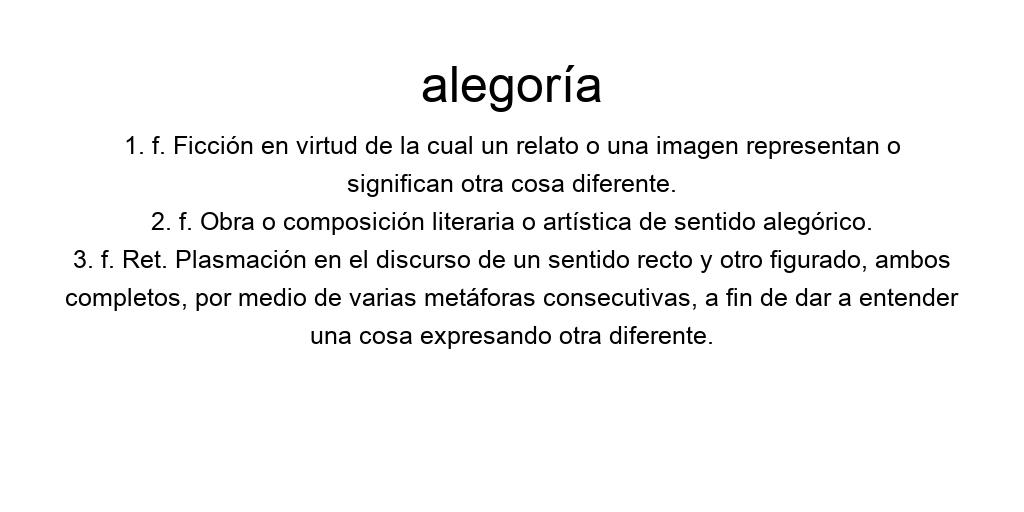 alegoría
1. f. Ficción en virtud de la cual un relato o una imagen representan o
significan otra cosa diferente.
2. f. Obra o composición literaria o artística de sentido alegórico.
3. f. Ret. Plasmación en el discurso de un sentido recto y otro figurado, ambos
completos, por medio de varias metáforas consecutivas, a fin de dar a entender
una cosa expresando otra diferente.